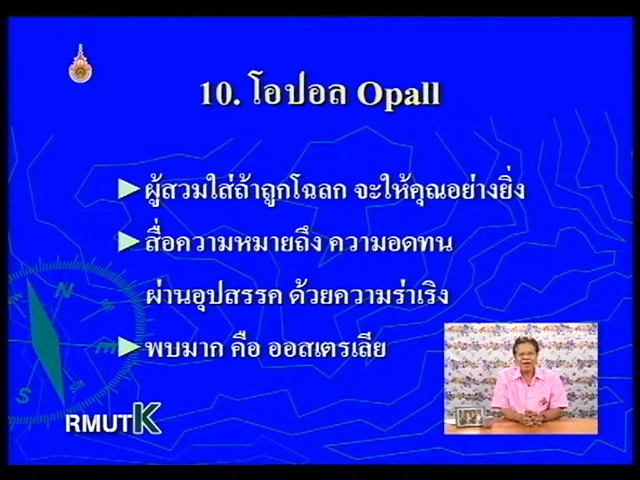 10. โอปอล Opall
ผู้สวมใส่ถ้าถูกโฉลก จะให้คุณอย่างยิ่ง
สื่อความหมายถึง ความอดทน
ผ่านอุปสรรค ด้วยความร่าเริง
พบมาก คือ ออสเตรเลีย
N
E
S
RMUTK